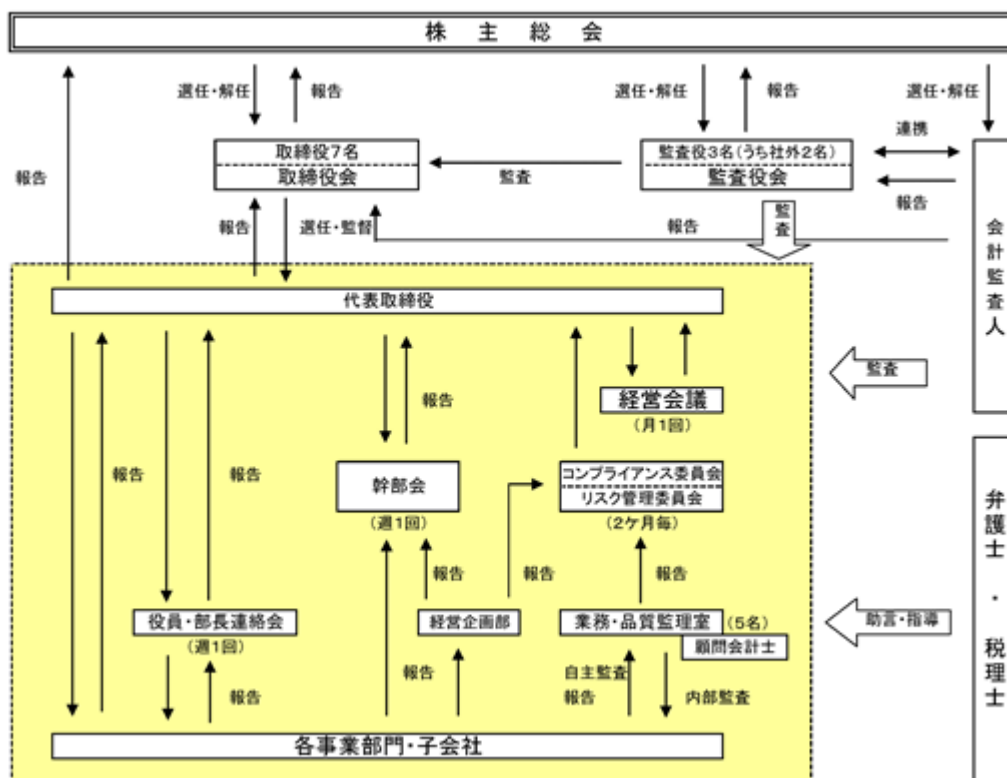 株主総会
選任・解任
報告
選任・解任
報告
選任・解任
報告
取締役7名
取締役会
監査
監査役3名(うち社外2名)
監査役会
連携
報告
会計監査人
報告
選任・監督
報告
監査
代表取締役
監査
経営会議
(月1回)
報告
報告
報告
幹部会
(週1回)
コンプライアンス委員会
リスク管理委員会
(2ケ月毎)
弁護士・税理士
報告
報告
報告
役員・部長連絡会
(週1回)
経営企画部
業務・品質監理室
(5名)
顧問会計士
助言・指導
報告
報告
自主監査
報告
内部監査
各事業部門・子会社